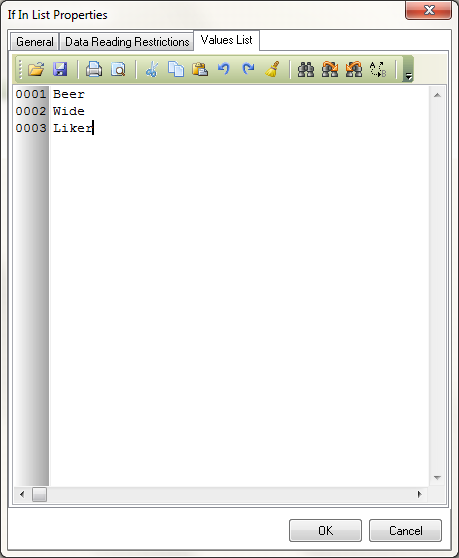 If In List Properties
General Data Reading Restrictions Values List
0001 Beer
0002 Wide
0003 Liker
OK Cancel